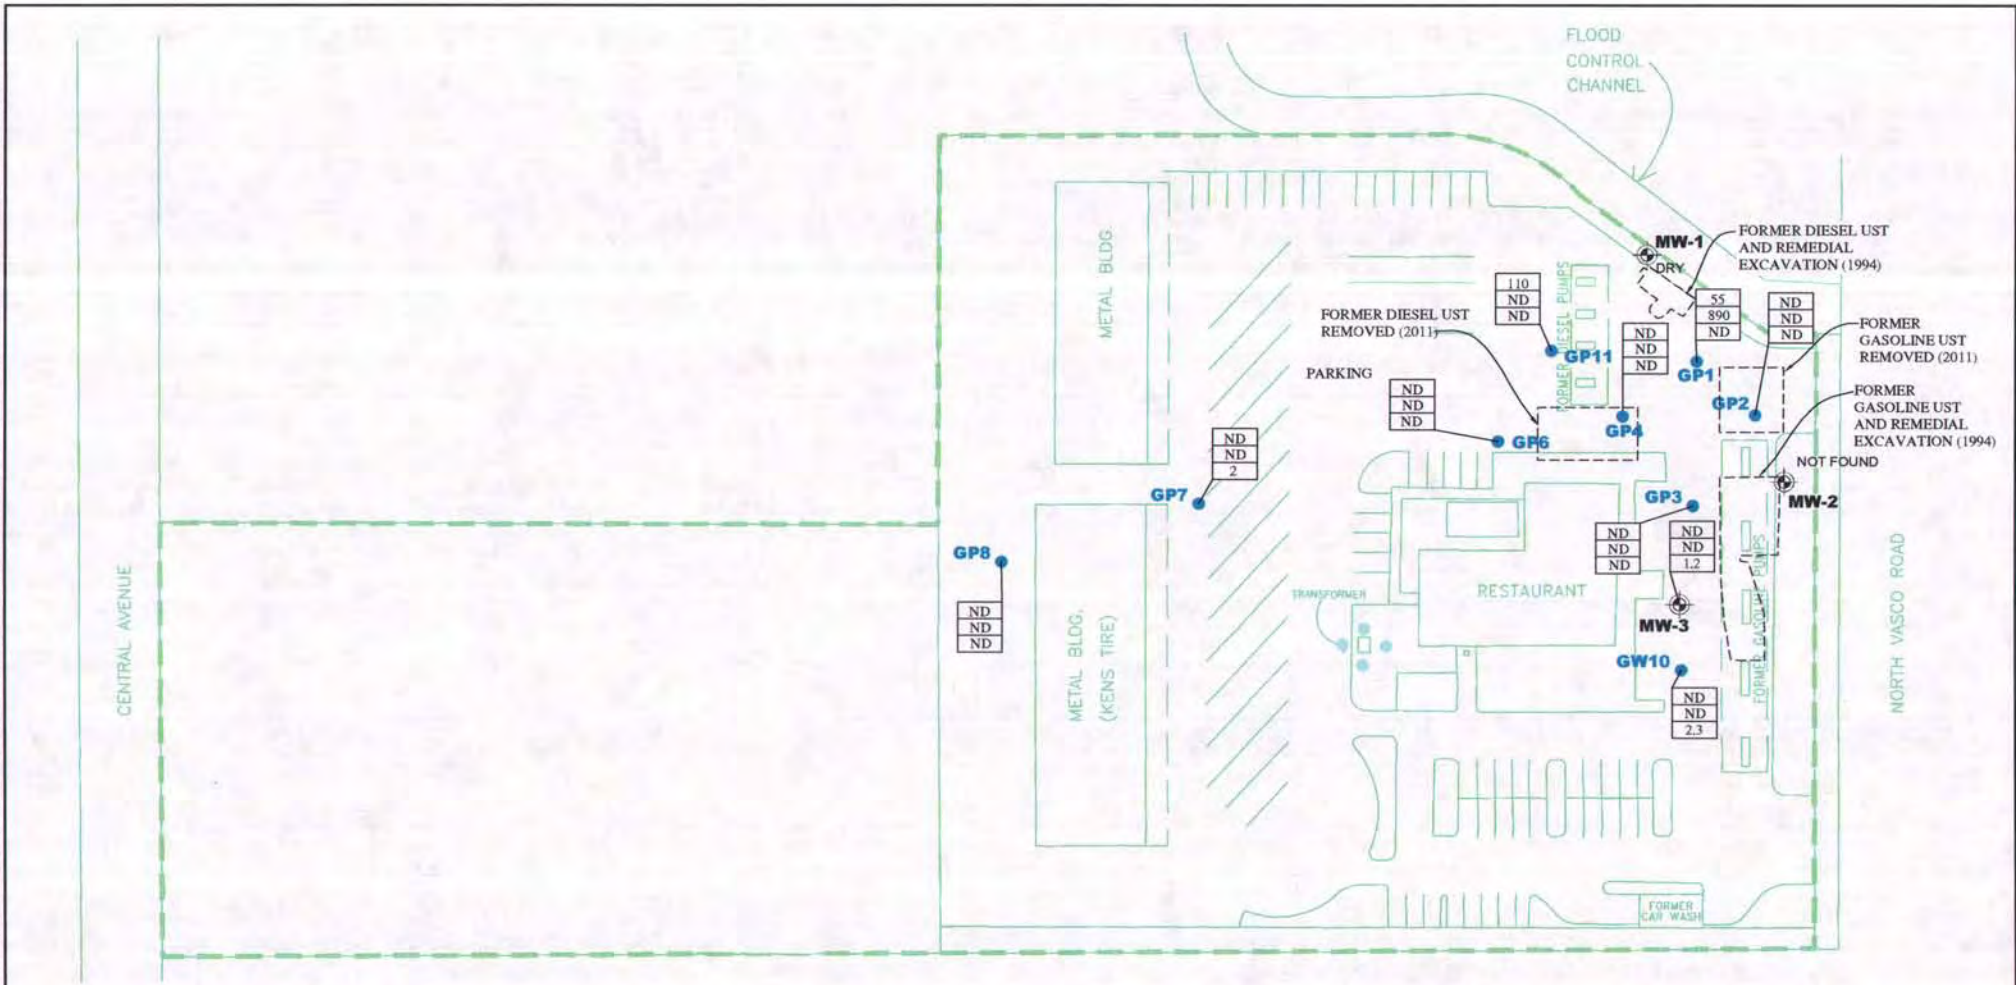 FLOOD
CONTROL
CHANNEL
MW-1
DRY
FORMER DIESEL UST
AND REMEDIAL
EXCAVATION (1994)
METAL BLDG.
FORMER DIESEL PUMPS
110
ND
ND
GP11
55
890
ND
GP1
ND
ND
ND
GP2
FORMER
GASOLINE UST
REMOVED (2011)
FORMER DIESEL UST
REMOVED (2011)
ND
ND
ND
GP4
PARKING
ND
ND
ND
GP6
FORMER
GASOLINE UST
AND REMEDIAL
EXCAVATION (1994)
NOT FOUND
MW-2
ND
ND
2
GP7
GP3
ND
ND
ND
ND
ND
1.2
MW-3
GP8
ND
ND
ND
CENTRAL AVENUE
METAL BLDG.
(KENS TIRE)
TRANSFORMER
RESTAURANT
FORMER GASOLINE PUMPS
NORTH VASCO ROAD
GW10
ND
ND
2.3
FORMER
CAR WASH